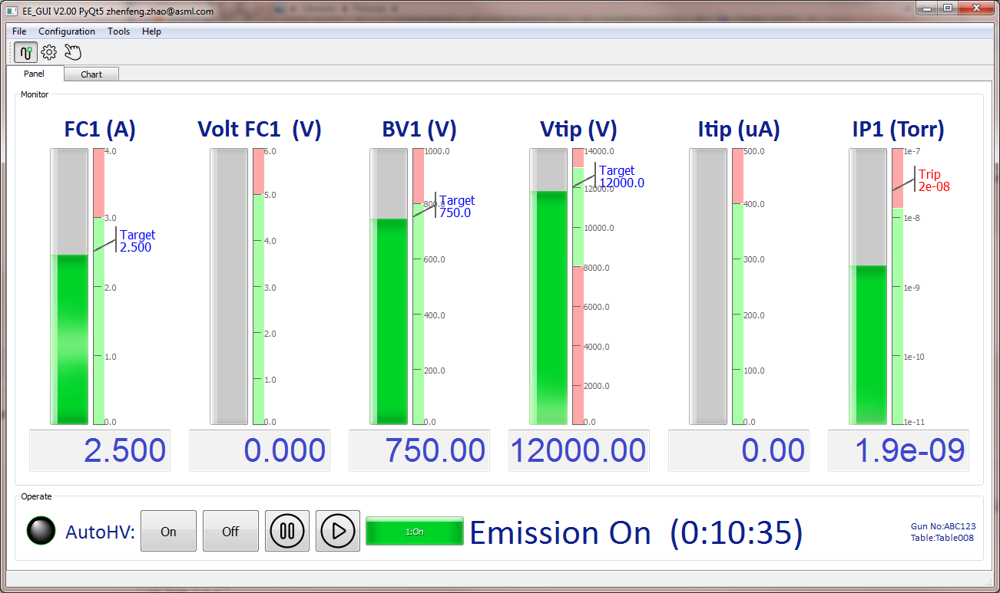 EE_GUI V2.00 PyQt5 zhenfeng.zhao@asml.com
File Configuration Tools Help
Panel Chart
Monitor
FC1 (A)
4.0
3.0
Target
2.500
2.0
1.0
0.0
2.500
Volt FC1 (V)
6.0
5.0
4.0
3.0
2.0
1.0
0.0
0.000
BV1 (V)
1000.0
800.0
Target
750.0
600.0
400.0
200.0
0.0
750.00
Vtip (V)
14000.0
Target
12000.0
12000.0
10000.0
8000.0
6000.0
4000.0
2000.0
0.0
12000.00
Itip (uA)
500.0
400.0
300.0
200.0
100.0
0.0
0.00
IP1 (Torr)
1e-7
Trip
2e-08
1e-8
1e-9
1e-10
1e-11
1.9e-09
Operate
AutoHV: On Off 1:On Emission On (0:10:35)
Gun No:ABC123
Table:Table008